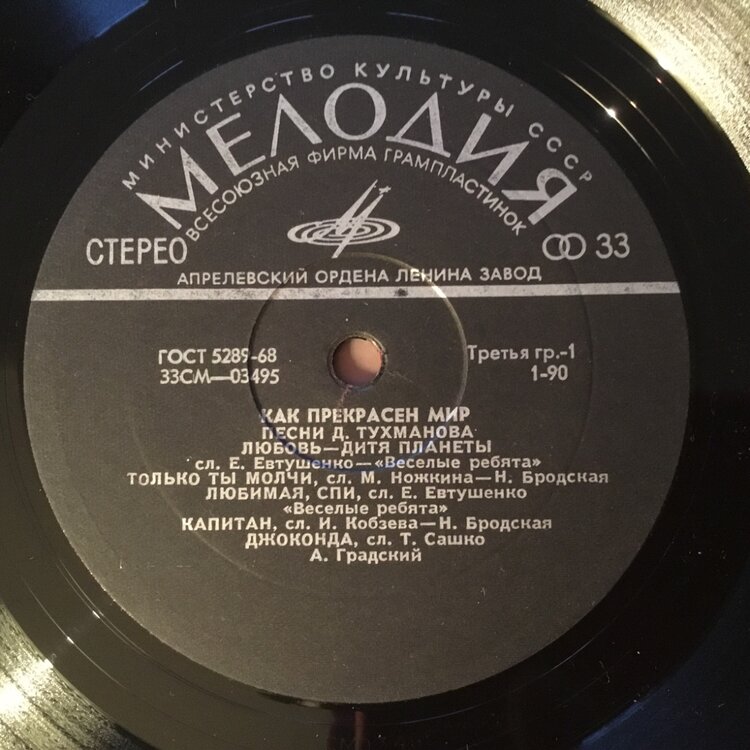 МИНИСТЕРСТВО КУЛЬТУРЫ СССР
МЕЛОДИЯ
ВСЕСОЮЗНАЯ ФИРМА ГРАМПЛАСТИНОК
СТЕРЕО
33
АПРЕЛЕВСКИЙ ОРДЕНА ЛЕНИНА ЗАВОД
ГОСТ 5289-68
Третья гр.-1
33СМ—03495
1-90
КАК ПРЕКРАСЕН МИР
ПЕСНИ Д. ТУХМАНОВА
ЛЮБОВЬ—ДИТЯ ПЛАНЕТЫ
сл. Е. Евтушенко—«Веселые ребята»
ТОЛЬКО ТЫ МОЛЧИ, сл. М. Ножкина—Н. Бродская
ЛЮБИМАЯ, СПИ, сл. Е. Евтушенко
«Веселые ребята»
КАПИТАН, сл. И. Кобзева—Н. Бродская
ДЖОКОНДА, сл. Т. Сашко
А. Градский